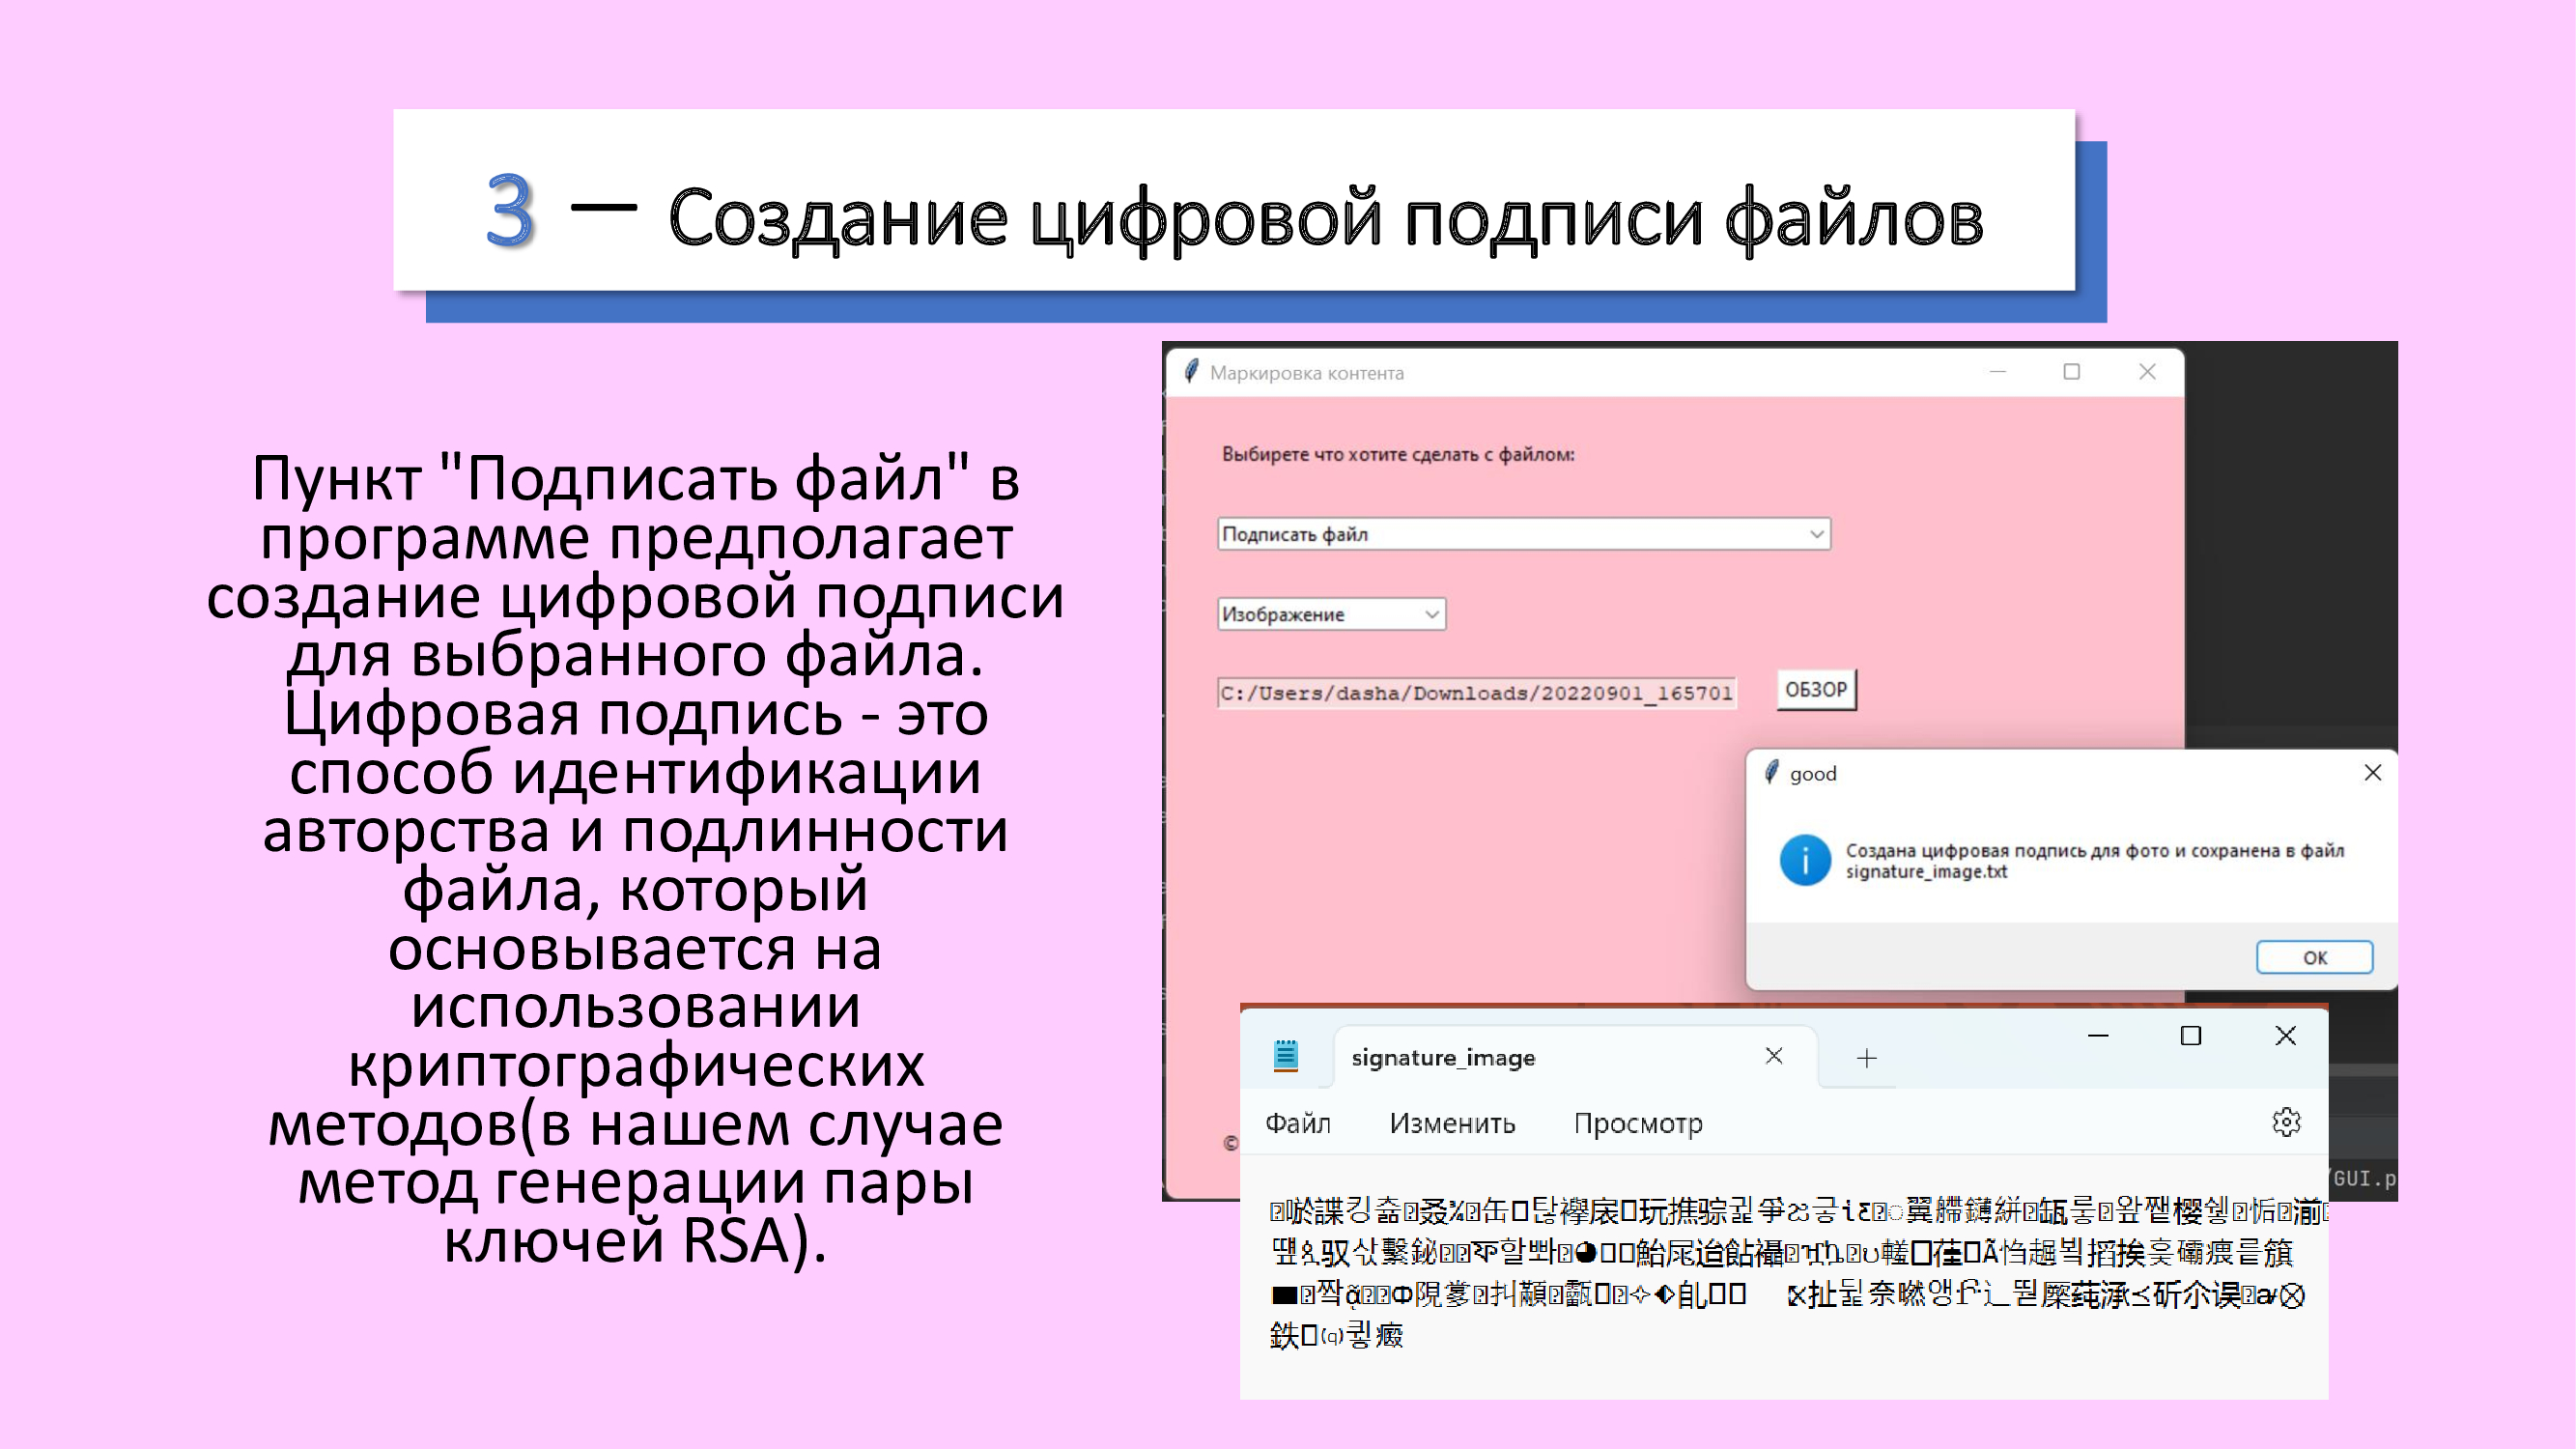 3 – Создание цифровой подписи файлов
Пункт "Подписать файл" в
программе предполагает
создание цифровой подписи
для выбранного файла.
Цифровая подпись - это
способ идентификации
авторства и подлинности
файла, который
основывается на
использовании
криптографических
методов(в нашем случае
метод генерации пары
ключей RSA).
Маркировка контента
Выбирете что хотите сделать с файлом:
Подписать файл
Изображение
C:/Users/dasha/Downloads/20220901_165701
ОБЗОР
good
Создана цифровая подпись для фото и сохранена в файл
signature_image.txt
ОК
©
/GUI.p
signature_image
Файл Изменить Просмотр